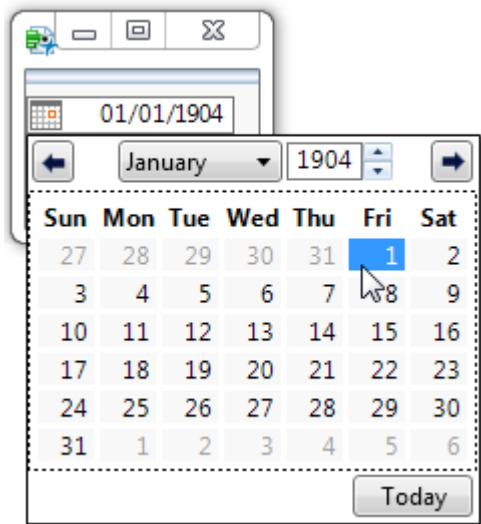 01/01/1904
January 1904
Sun Mon Tue Wed Thu Fri Sat
27 28 29 30 31 1 2
3 4 5 6 7 8 9
10 11 12 13 14 15 16
17 18 19 20 21 22 23
24 25 26 27 28 29 30
31 1 2 3 4 5 6
Today